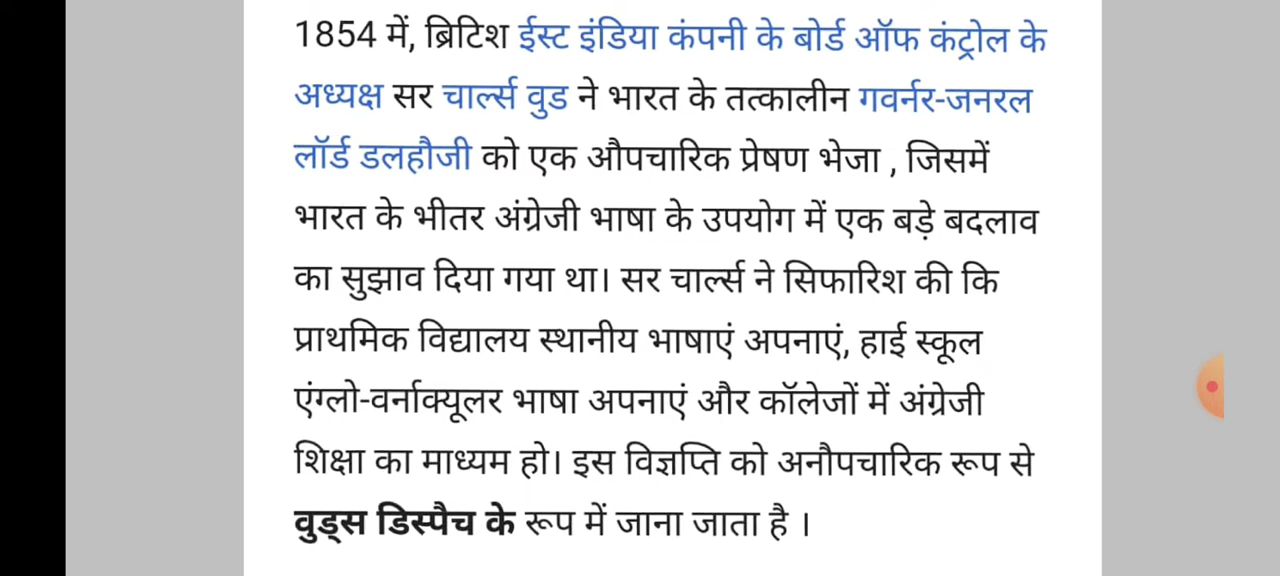 1854 में, ब्रिटिश ईस्ट इंडिया कंपनी के बोर्ड ऑफ कंट्रोल के
अध्यक्ष सर चार्ल्स वुड ने भारत के तत्कालीन गवर्नर-जनरल
लॉर्ड डलहौजी को एक औपचारिक प्रेषण भेजा , जिसमें
भारत के भीतर अंग्रेजी भाषा के उपयोग में एक बड़े बदलाव
का सुझाव दिया गया था। सर चार्ल्स ने सिफारिश की कि
प्राथमिक विद्यालय स्थानीय भाषाएं अपनाएं, हाई स्कूल
एंग्लो-वर्नाक्यूलर भाषा अपनाएं और कॉलेजों में अंग्रेजी
शिक्षा का माध्यम हो। इस विज्ञप्ति को अनौपचारिक रूप से
वुड्स डिस्पैच के रूप में जाना जाता है ।